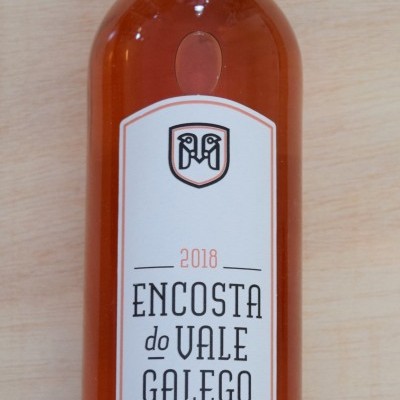 2018
ENCOSTA
do VALE
GALEGO